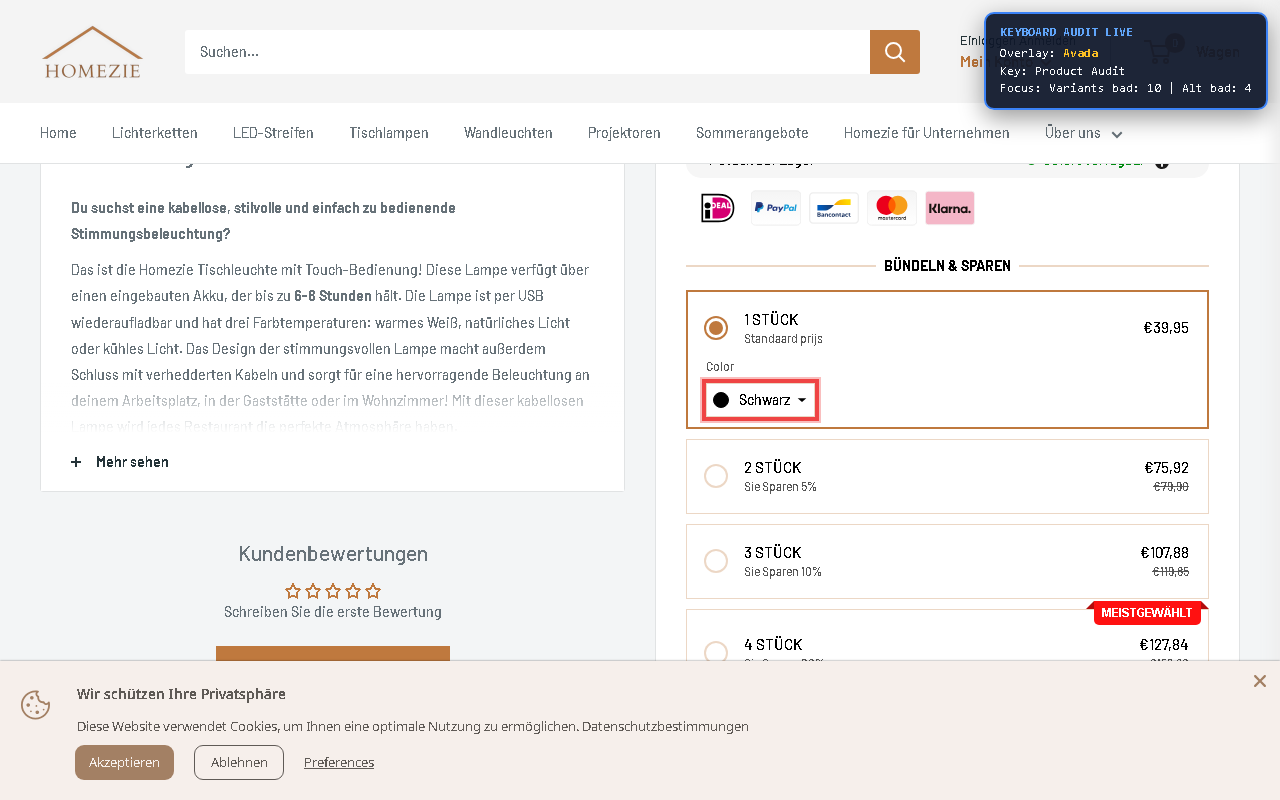 HOMEZIE
Suchen...
KEYBOARD AUDIT LIVE
Overlay: Avada
Key: Product Audit
Focus: Variants bad: 10 | Alt bad: 4
Wagen
Home
Lichterketten
LED-Streifen
Tischlampen
Wandleuchten
Projektoren
Sommerangebote
Homezie für Unternehmen
Über uns
Du suchst eine kabellose, stilvolle und einfach zu bedienende
Stimmungsbeleuchtung?
Das ist die Homezie Tischleuchte mit Touch-Bedienung! Diese Lampe verfügt über
einen eingebauten Akku, der bis zu 6-8 Stunden hält. Die Lampe ist per USB
wiederaufladbar und hat drei Farbtemperaturen: warmes Weiß, natürliches Licht
oder kühles Licht. Das Design der stimmungsvollen Lampe macht außerdem
Schluss mit verhedderten Kabeln und sorgt für eine hervorragende Beleuchtung an
deinem Arbeitsplatz, in der Gaststätte oder im Wohnzimmer! Mit dieser kabellosen
Lampe wird jedes Restaurant die perfekte Atmosphäre haben.
+ Mehr sehen
Kundenbewertungen
Schreiben Sie die erste Bewertung
iDEAL
PayPal
Bancontact
mastercard
Klarna.
BÜNDELN & SPAREN
1 STÜCK
Standaard prijs
€39,95
Color
Schwarz
2 STÜCK
Sie Sparen 5%
€75,92
€79,90
3 STÜCK
Sie Sparen 10%
€107,88
€119,85
MEISTGEWÄHLT
4 STÜCK
€127,84
Wir schützen Ihre Privatsphäre
Diese Website verwendet Cookies, um Ihnen eine optimale Nutzung zu ermöglichen. Datenschutzbestimmungen
Akzeptieren
Ablehnen
Preferences